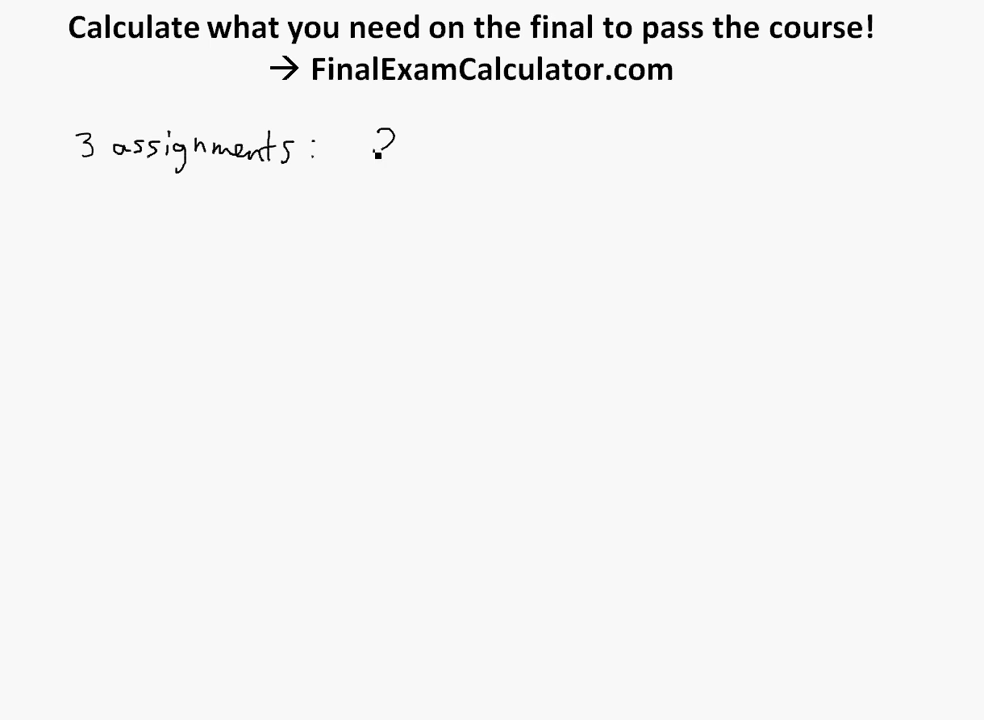 Calculate what you need on the final to pass the course!
→ FinalExamCalculator.com
3 assignments: ?